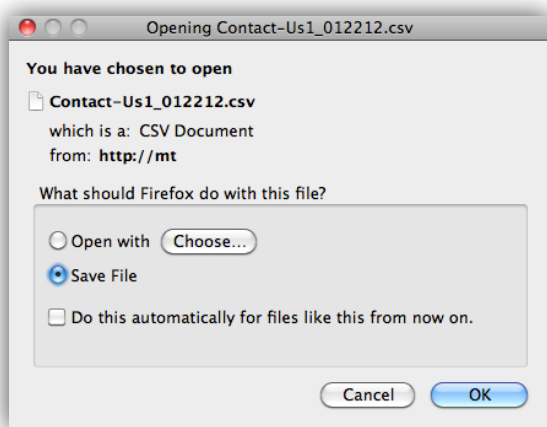 Opening Contact-Us1_012212.csv
You have chosen to open
Contact-Us1_012212.csv
which is a: CSV Document
from: http://mt
What should Firefox do with this file?
Open with Choose...
Save File
Do this automatically for files like this from now on.
Cancel OK